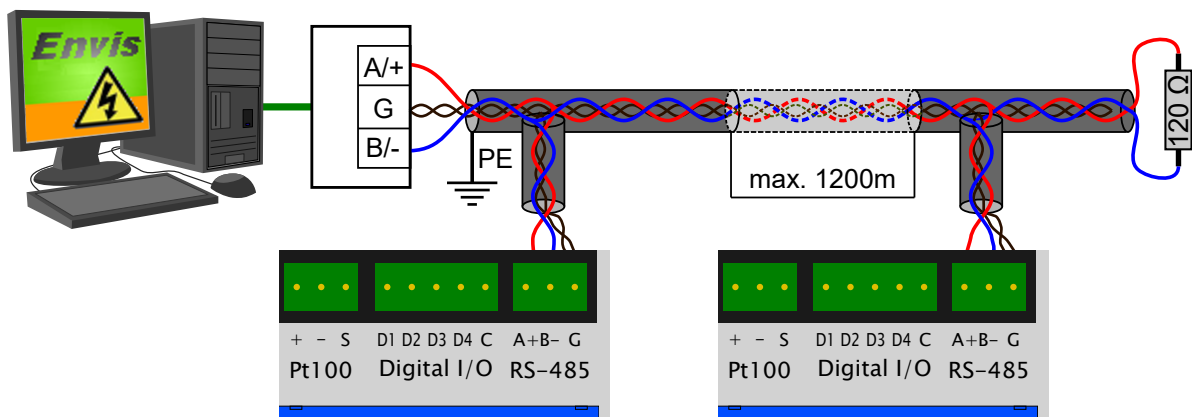 Envis
A/+
G
B/-
PE
max. 1200m
120 Ω
+ - S D1 D2 D3 D4 C A+B- G
Pt100 Digital I/O RS-485
+ - S D1 D2 D3 D4 C A+B- G
Pt100 Digital I/O RS-485